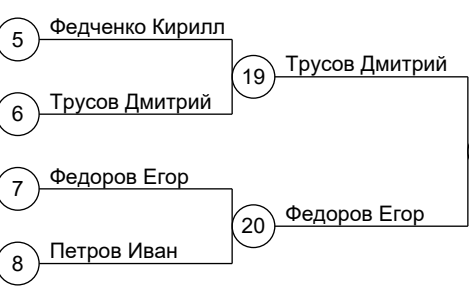 5 Федченко Кирилл
19 Трусов Дмитрий
6 Трусов Дмитрий
7 Федоров Егор
20 Федоров Егор
8 Петров Иван